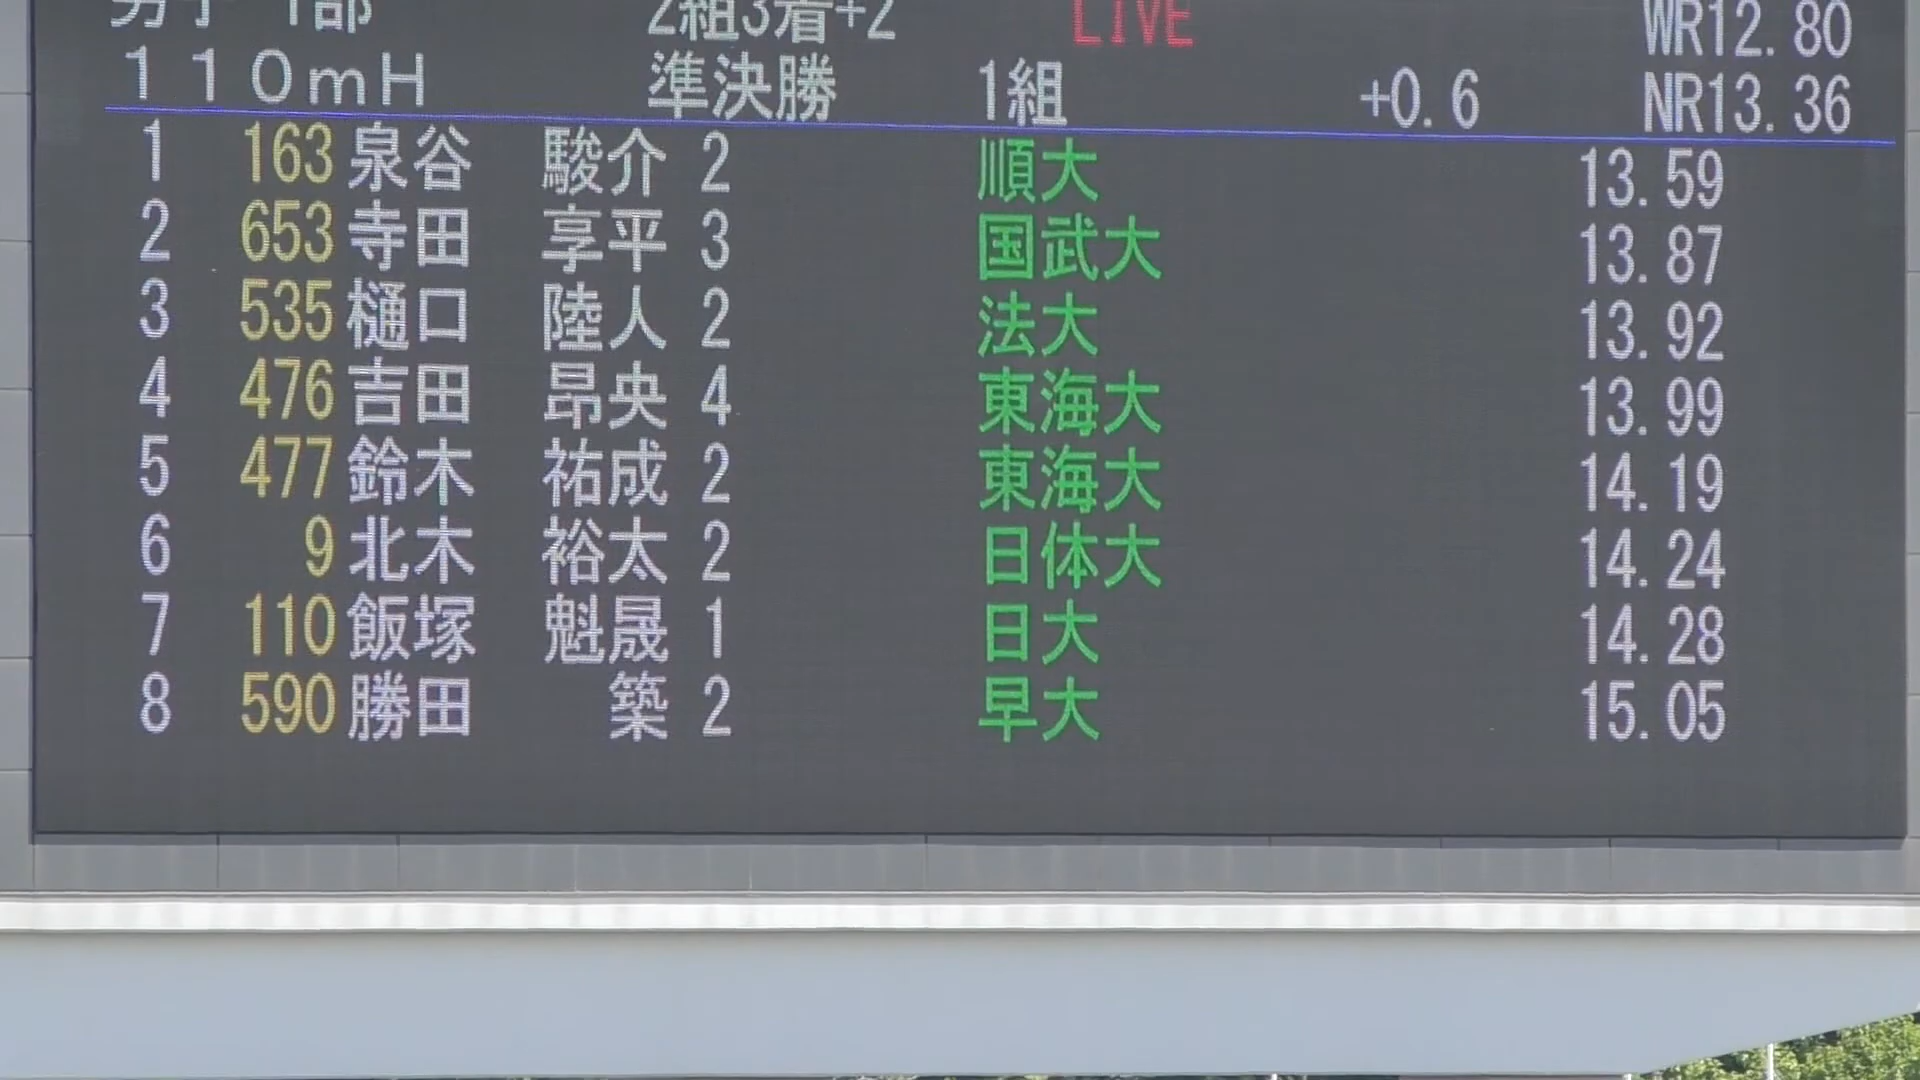 男子 1部 2組3着+2 LIVE WR12.80
110mH 準決勝 1組 +0.6 NR13.36
1 163 泉谷 駿介 2 順大 13.59
2 653 寺田 享平 3 国武大 13.87
3 535 樋口 陸人 2 法大 13.92
4 476 吉田 昂央 4 東海大 13.99
5 477 鈴木 祐成 2 東海大 14.19
6 9 北木 裕太 2 日体大 14.24
7 110 飯塚 魁晟 1 日大 14.28
8 590 勝田 築 2 早大 15.05